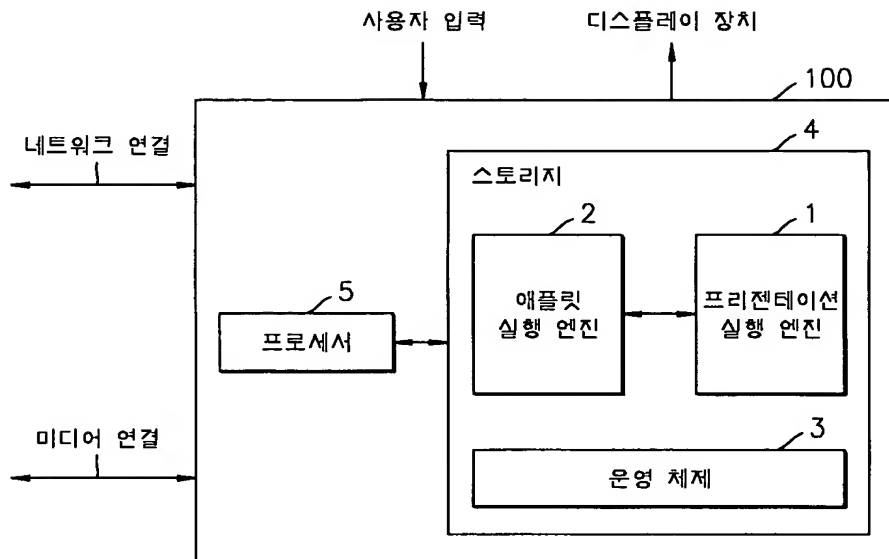 사용자 입력
디스플레이 장치
100
네트워크 연결
4
스토리지
2
1
애플릿
실행 엔진
프리젠테이션
실행 엔진
5
프로세서
미디어 연결
3
운영 체제